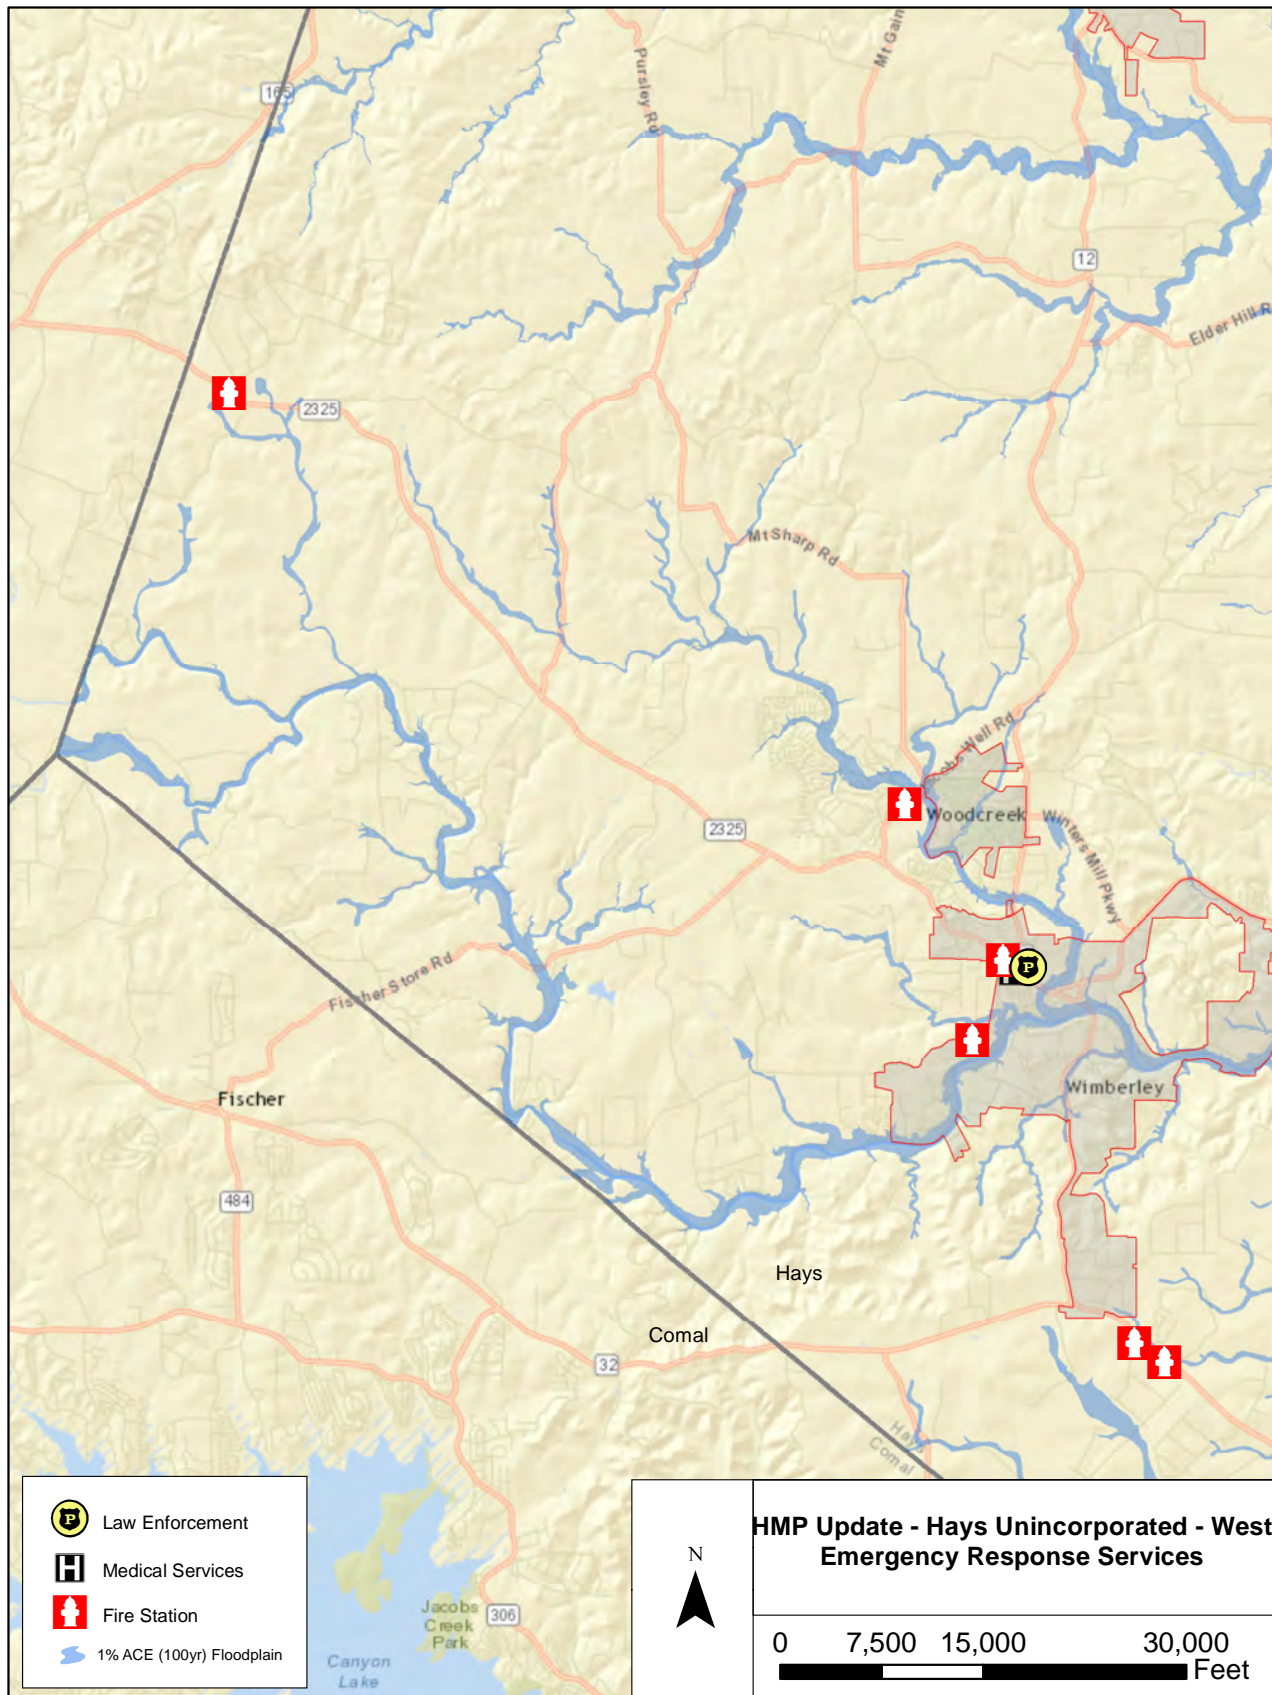 165
Pursley Rd
Mt Gain
12
Elder Hill R
2325
Mt Sharp Rd
Jacobs Well Rd
Woodcreek
2325
Winters Mill Pkwy
Fischer Store Rd
Fischer
Wimberley
484
Hays
Comal
32
Hays
Comal
Jacobs
Creek
Park
306
Canyon
Lake
P
P
Law Enforcement
H
Medical Services
Fire Station
1% ACE (100yr) Floodplain
N
HMP Update - Hays Unincorporated - West
Emergency Response Services
0 7,500 15,000 30,000
Feet